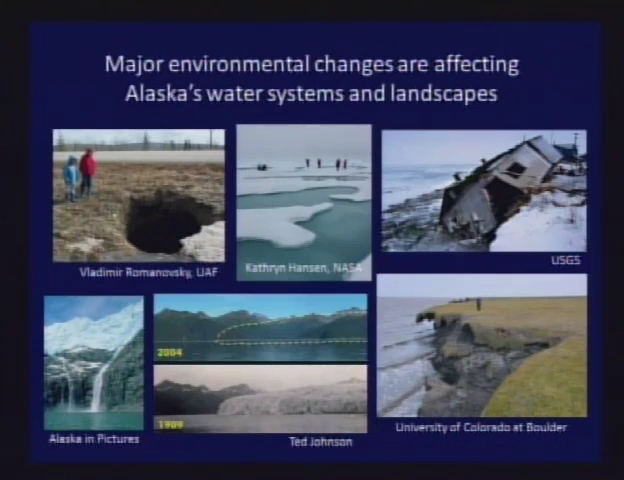 Major environmental changes are affecting
Alaska's water systems and landscapes
Vladimir Romanovsky, UAF
Kathryn Hansen, NASA
USGS
2004
Alaska in Pictures
Ted Johnson
University of Colorado at Boulder